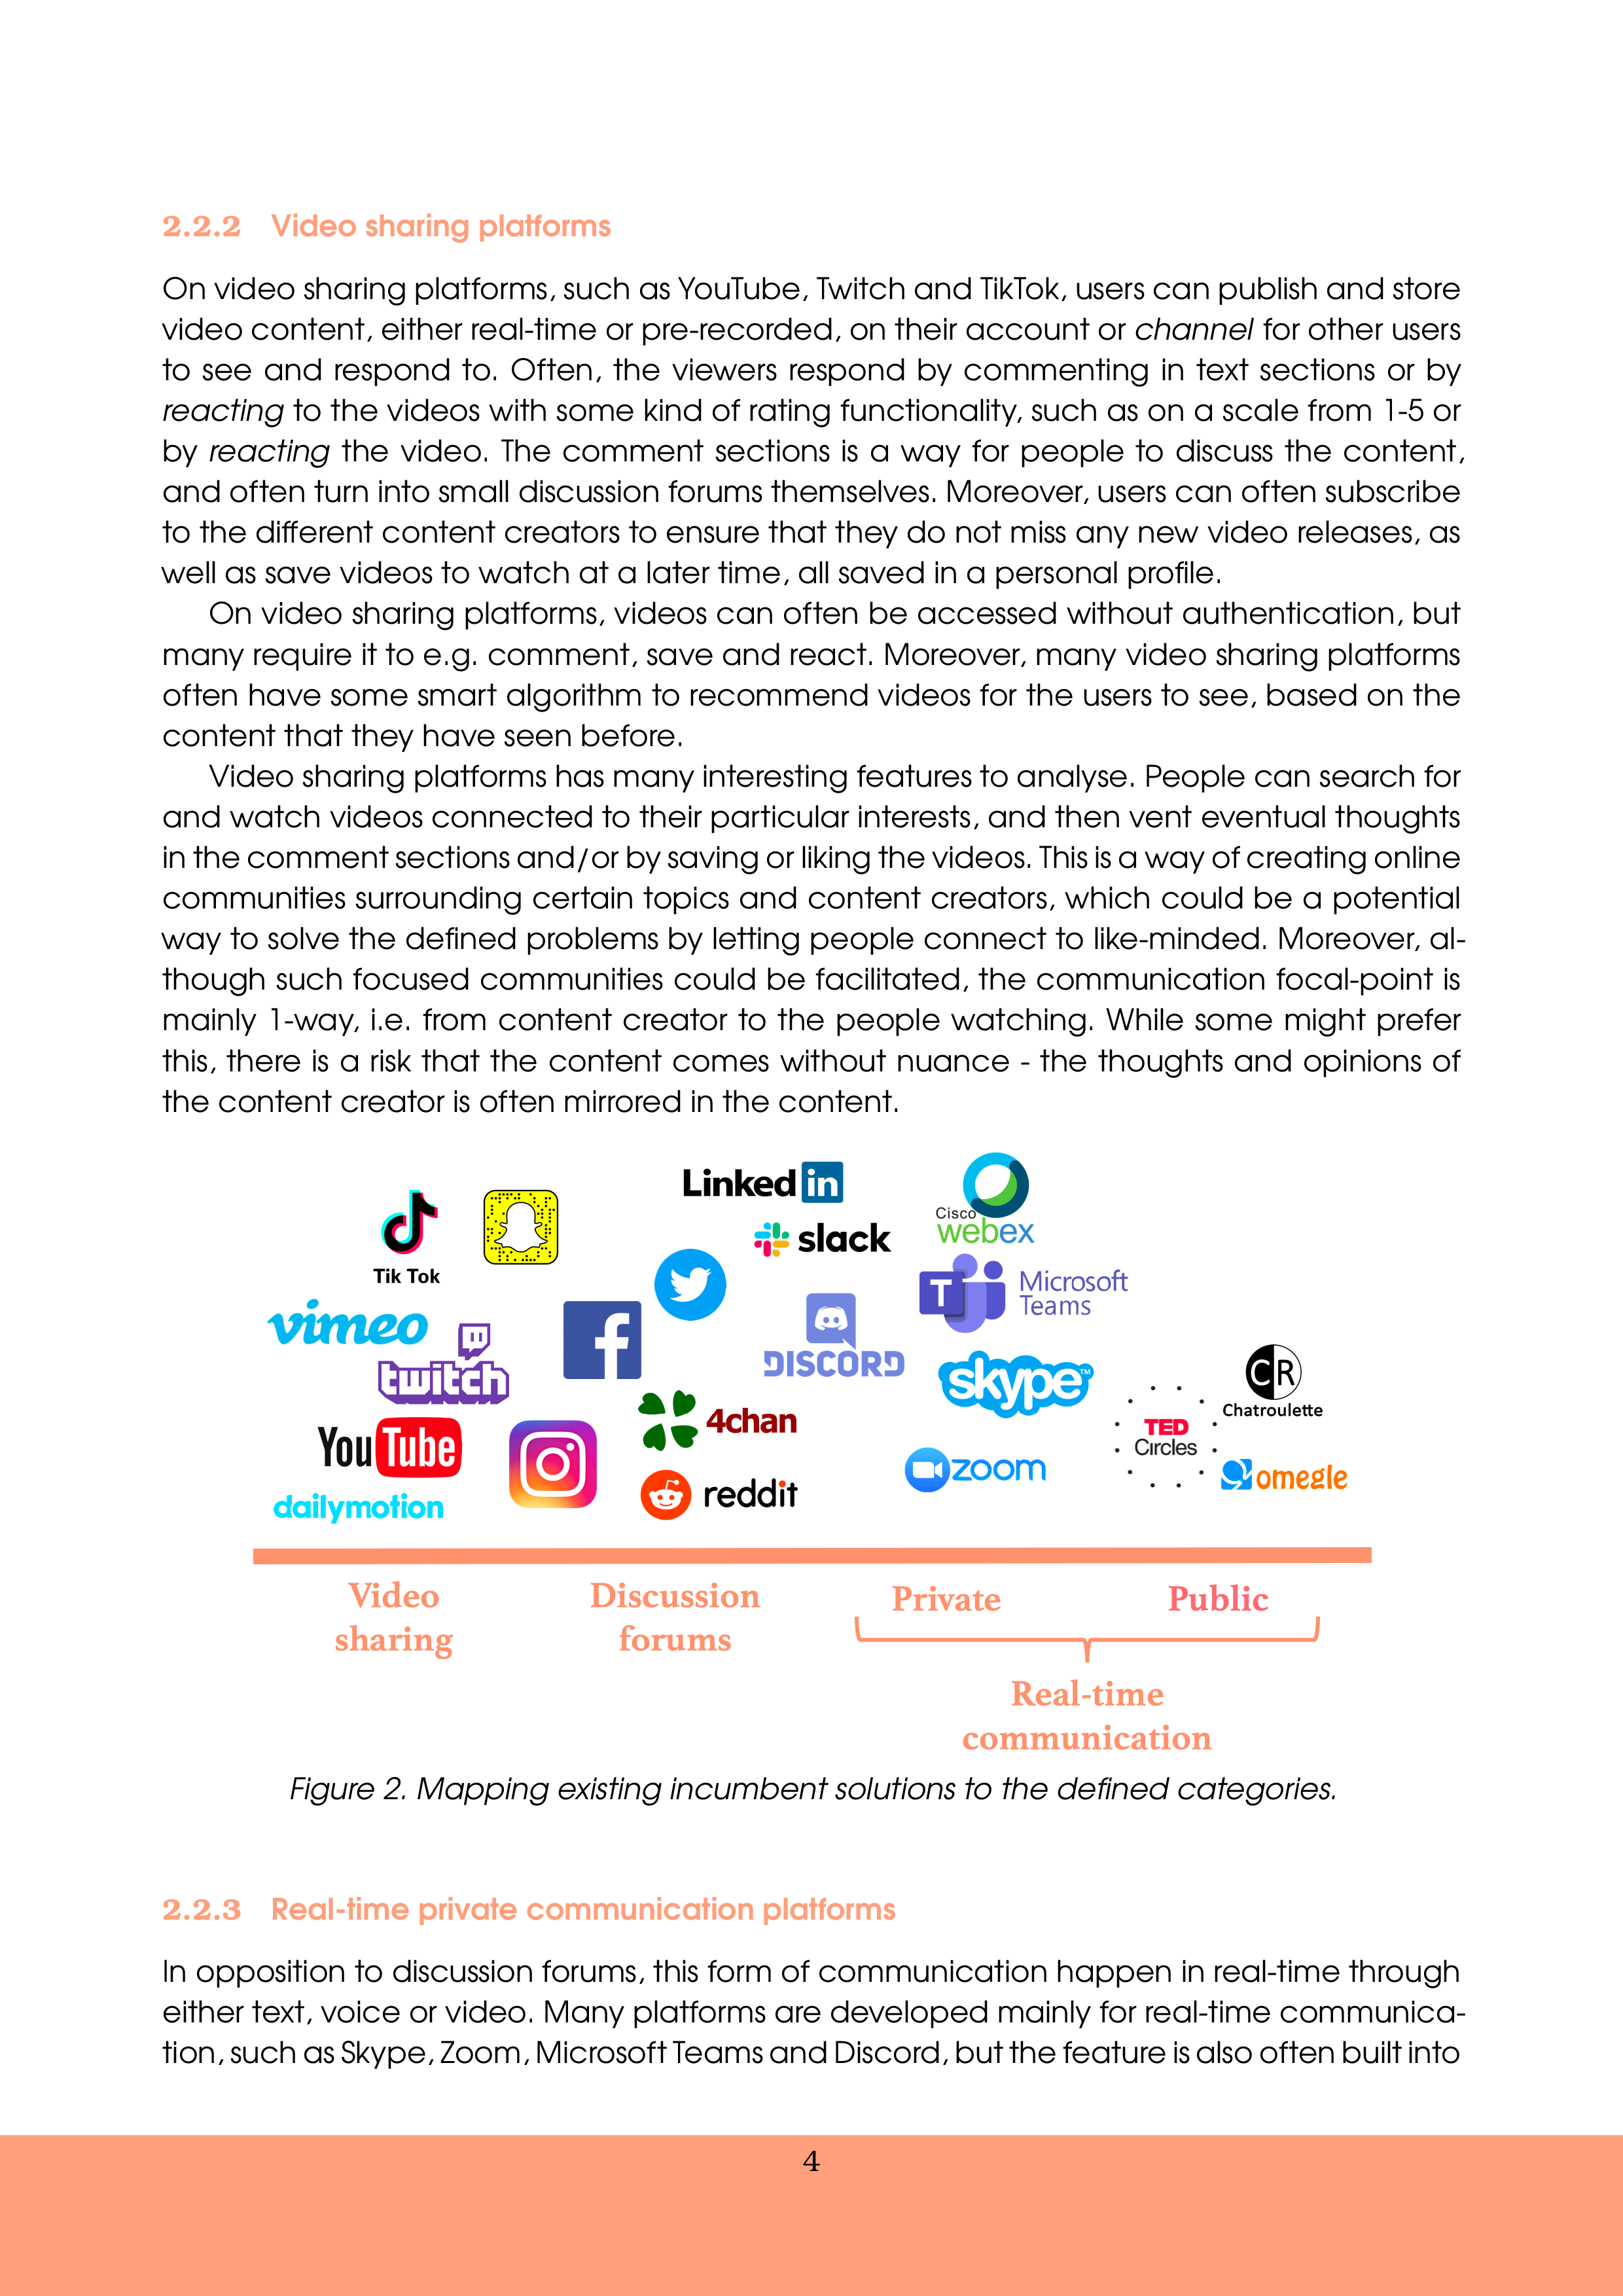 2.2.2 Video sharing platforms
On video sharing platforms, such as YouTube, Twitch and TikTok, users can publish and store
video content, either real-time or pre-recorded, on their account or channel for other users
to see and respond to. Often, the viewers respond by commenting in text sections or by
reacting to the videos with some kind of rating functionality, such as on a scale from 1-5 or
by reacting the video. The comment sections is a way for people to discuss the content,
and often turn into small discussion forums themselves. Moreover, users can often subscribe
to the different content creators to ensure that they do not miss any new video releases, as
well as save videos to watch at a later time, all saved in a personal profile.
On video sharing platforms, videos can often be accessed without authentication, but
many require it to e.g. comment, save and react. Moreover, many video sharing platforms
often have some smart algorithm to recommend videos for the users to see, based on the
content that they have seen before.
Video sharing platforms has many interesting features to analyse. People can search for
and watch videos connected to their particular interests, and then vent eventual thoughts
in the comment sections and/or by saving or liking the videos. This is a way of creating online
communities surrounding certain topics and content creators, which could be a potential
way to solve the defined problems by letting people connect to like-minded. Moreover, al-
though such focused communities could be facilitated, the communication focal-point is
mainly 1-way, i.e. from content creator to the people watching. While some might prefer
this, there is a risk that the content comes without nuance - the thoughts and opinions of
the content creator is often mirrored in the content.
Linked in
Cisco
webex
slack
Tik Tok
T Microsoft
Teams
vimeo
f
twitch
DISCORD
skype™
CR
Chatroulette
4chan
TED
Circles
You Tube
zoom
omegle
reddit
dailymotion
Video
sharing
Discussion
forums
Private
Public
Real-time
communication
Figure 2. Mapping existing incumbent solutions to the defined categories.
2.2.3 Real-time private communication platforms
In opposition to discussion forums, this form of communication happen in real-time through
either text, voice or video. Many platforms are developed mainly for real-time communica-
tion, such as Skype, Zoom, Microsoft Teams and Discord, but the feature is also often built into
4